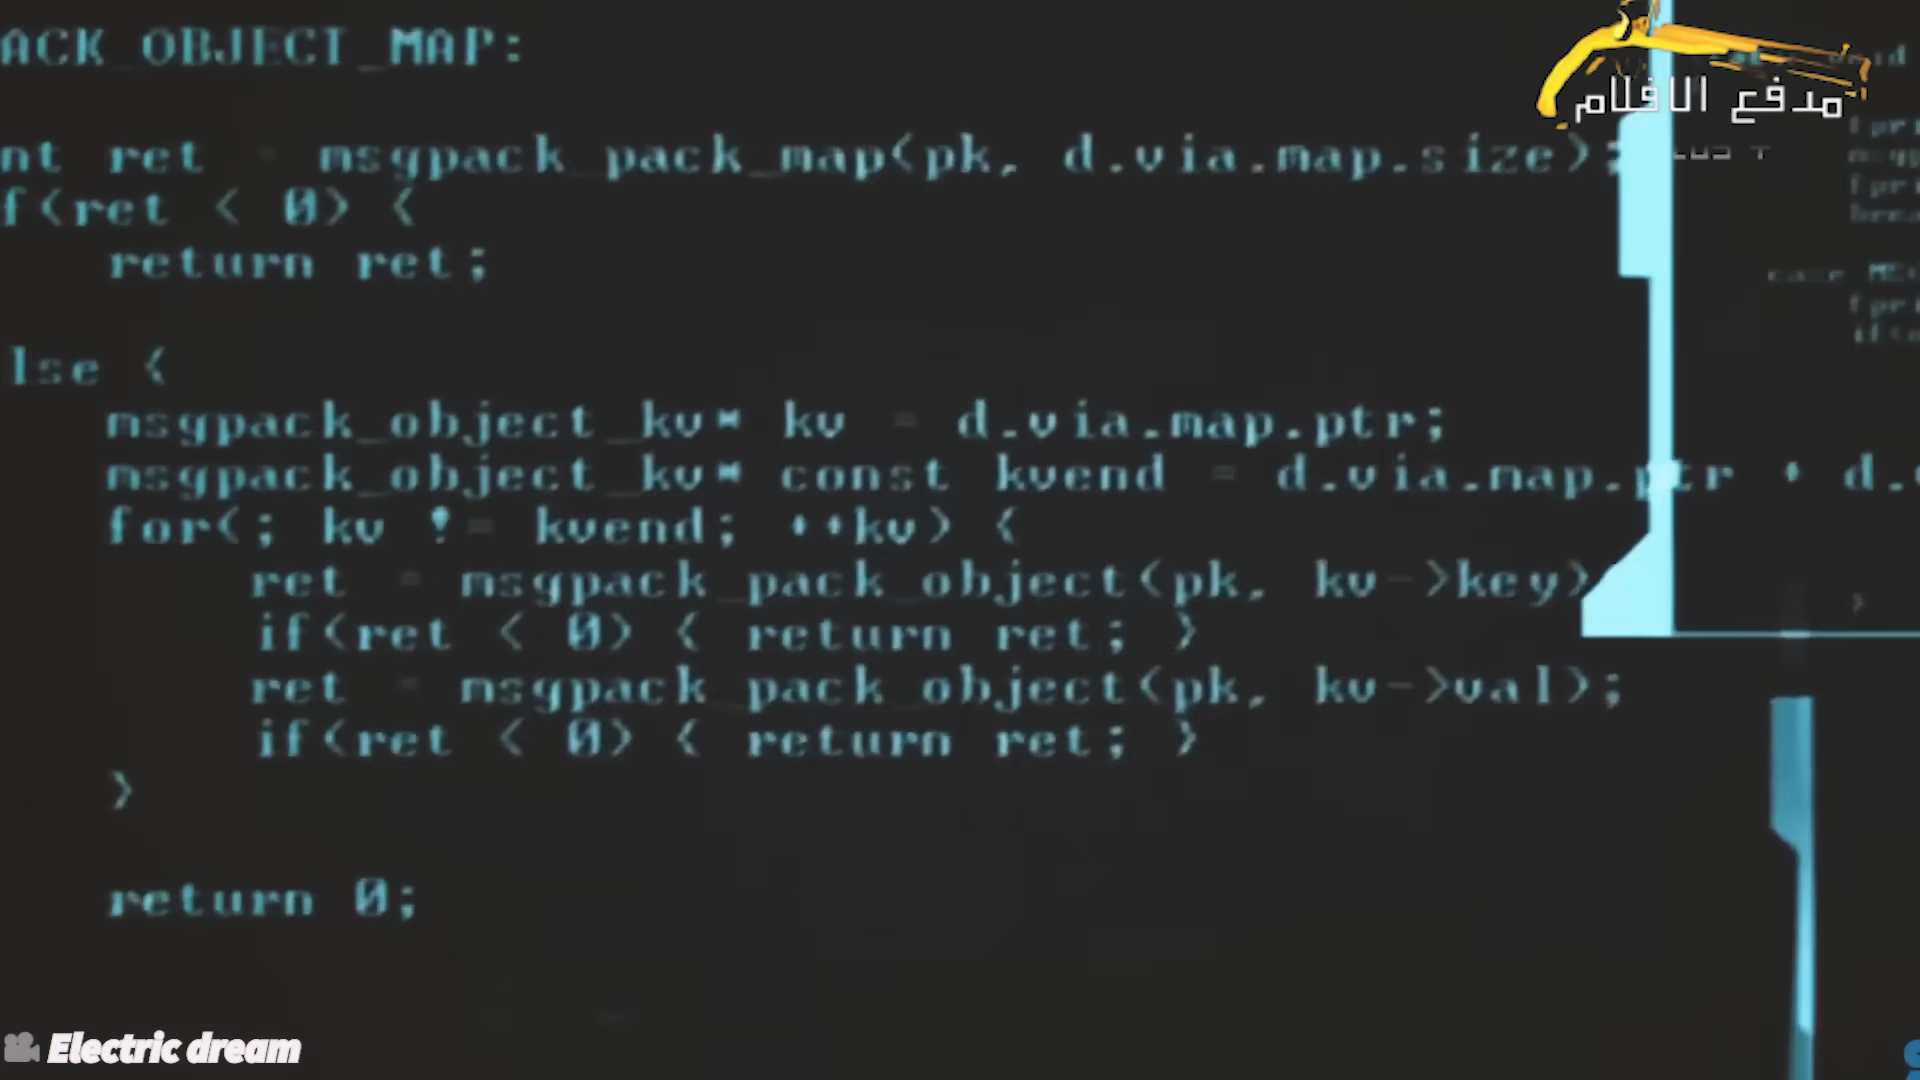 ACK_OBJECT_MAP:
nt ret = msgpack_pack_map(pk, d.via.map.size);
f(ret < 0) {
return ret;
lse {
msgpack_object_kv* kv = d.via.map.ptr;
msgpack_object_kv* const kvend = d.via.map.ptr + d.
for(; kv != kvend; ++kv) {
ret = msgpack_pack_object(pk, kv->key)
if(ret < 0) { return ret; }
ret = msgpack_pack_object(pk, kv->val);
if(ret < 0) { return ret; }
}
return 0;
مدفع الافلام
case
}
Electric dream